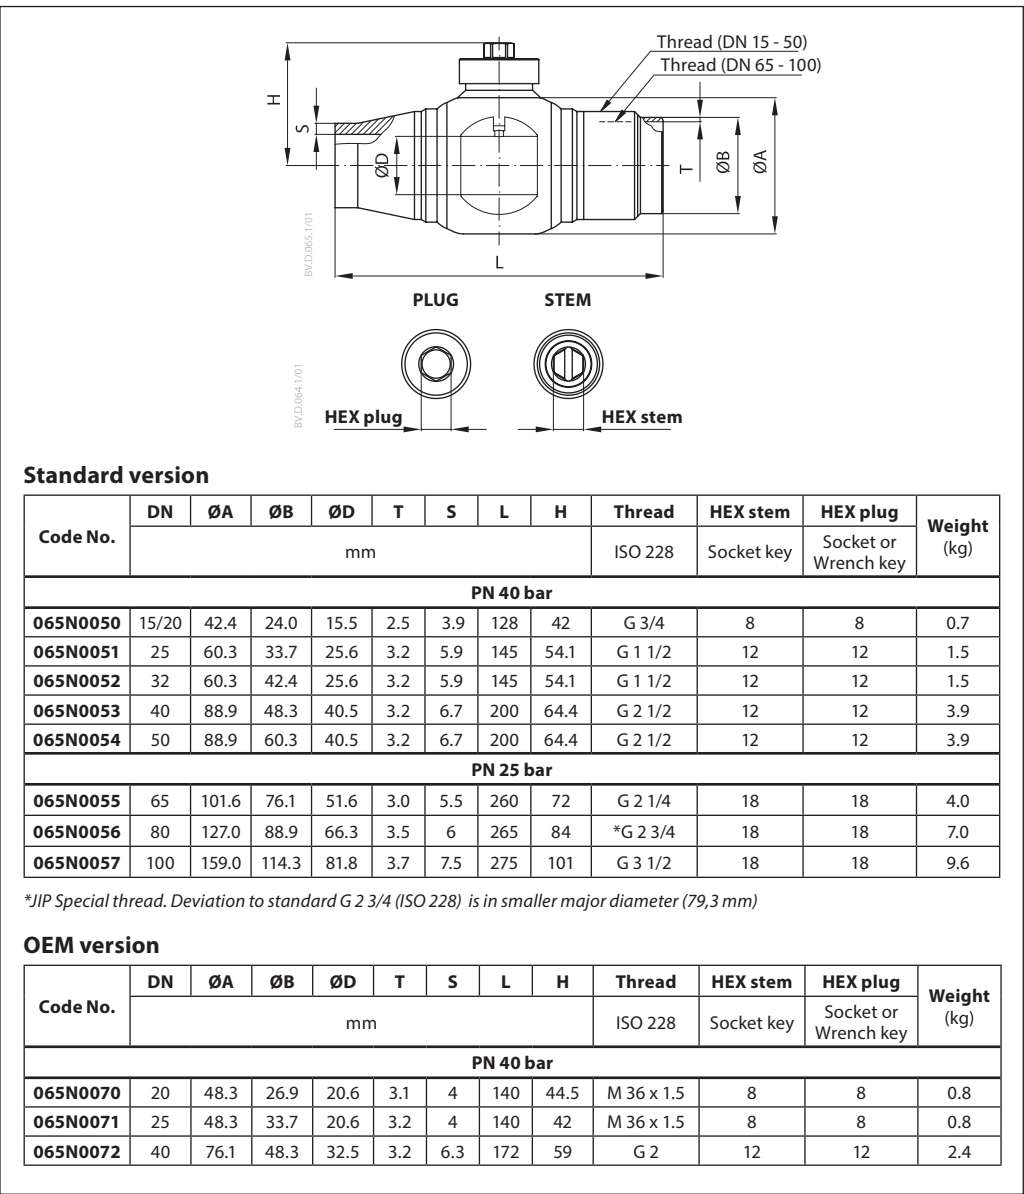 Thread (DN 15 - 50)
Thread (DN 65 - 100)
H
S
ØD
T
ØB
ØA
BV.D.065.1/01
L
PLUG
STEM
BV.D.064.1/01
HEX plug
HEX stem
Standard version
Code No. DN ØA ØB ØD T S L H Thread HEX stem HEX plug Weight (kg)
mm ISO 228 Socket key Socket or Wrench key
PN 40 bar
065N0050 15/20 42.4 24.0 15.5 2.5 3.9 128 42 G 3/4 8 8 0.7
065N0051 25 60.3 33.7 25.6 3.2 5.9 145 54.1 G 1 1/2 12 12 1.5
065N0052 32 60.3 42.4 25.6 3.2 5.9 145 54.1 G 1 1/2 12 12 1.5
065N0053 40 88.9 48.3 40.5 3.2 6.7 200 64.4 G 2 1/2 12 12 3.9
065N0054 50 88.9 60.3 40.5 3.2 6.7 200 64.4 G 2 1/2 12 12 3.9
PN 25 bar
065N0055 65 101.6 76.1 51.6 3.0 5.5 260 72 G 2 1/4 18 18 4.0
065N0056 80 127.0 88.9 66.3 3.5 6 265 84 *G 2 3/4 18 18 7.0
065N0057 100 159.0 114.3 81.8 3.7 7.5 275 101 G 3 1/2 18 18 9.6
*JIP Special thread. Deviation to standard G 2 3/4 (ISO 228) is in smaller major diameter (79,3 mm)
OEM version
Code No. DN ØA ØB ØD T S L H Thread HEX stem HEX plug Weight (kg)
mm ISO 228 Socket key Socket or Wrench key
PN 40 bar
065N0070 20 48.3 26.9 20.6 3.1 4 140 44.5 M 36 x 1.5 8 8 0.8
065N0071 25 48.3 33.7 20.6 3.2 4 140 42 M 36 x 1.5 8 8 0.8
065N0072 40 76.1 48.3 32.5 3.2 6.3 172 59 G 2 12 12 2.4